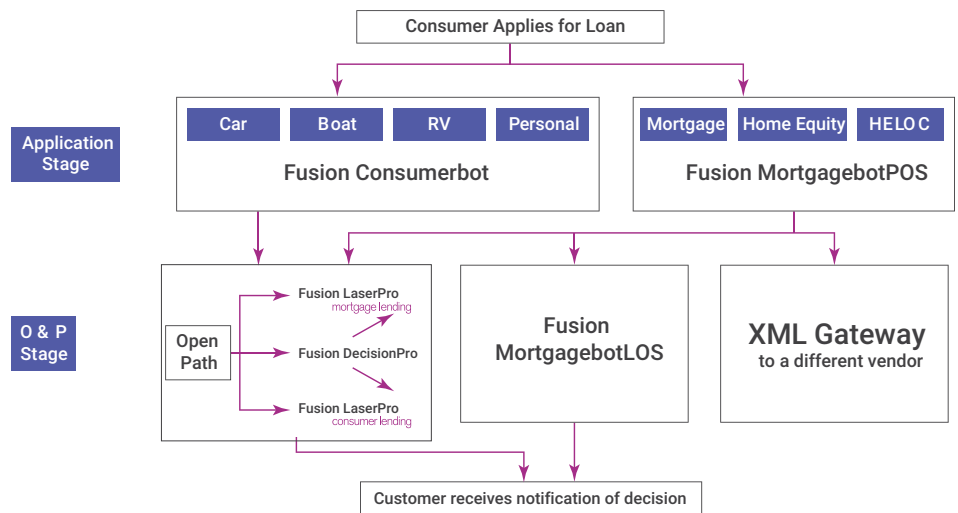 Consumer Applies for Loan
Application
Stage
Car
Boat
RV
Personal
Fusion Consumerbot
Mortgage
Home Equity
HELOC
Fusion MortgagebotPOS
O & P
Stage
Open
Path
Fusion LaserPro
mortgage lending
Fusion DecisionPro
Fusion LaserPro
consumer lending
Fusion
MortgagebotLOS
XML Gateway
to a different vendor
Customer receives notification of decision